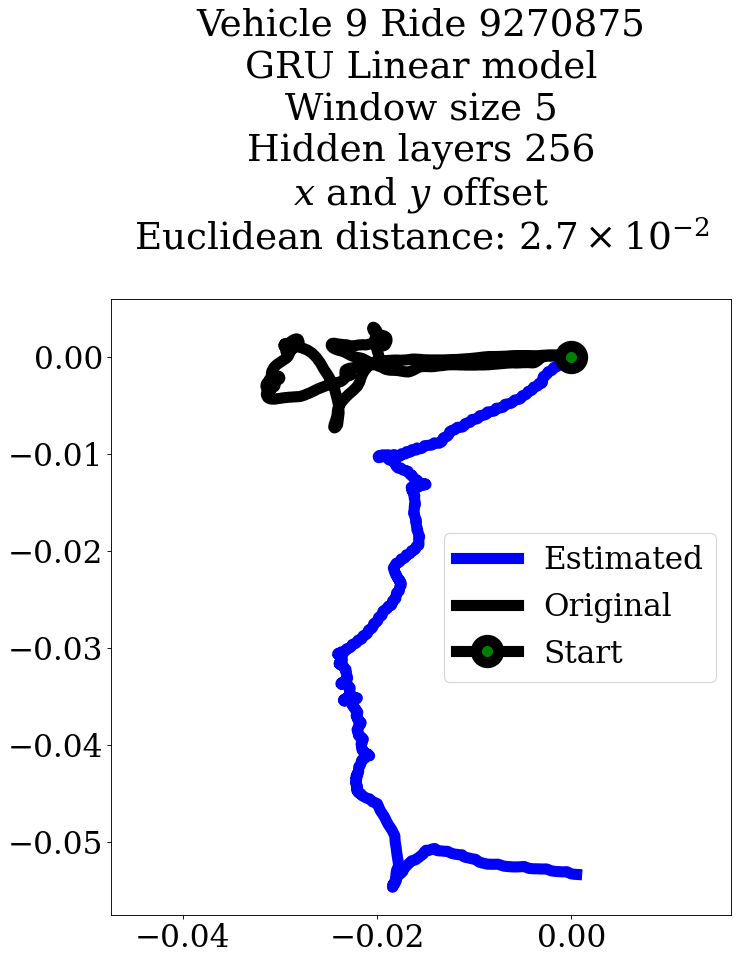 Vehicle 9 Ride 9270875
GRU Linear model
Window size 5
Hidden layers 256
x and y offset
Euclidean distance: 2.7 × 10⁻²
0.00
−0.01
−0.02
−0.03
−0.04
−0.05
Estimated
Original
Start
−0.04 −0.02 0.00